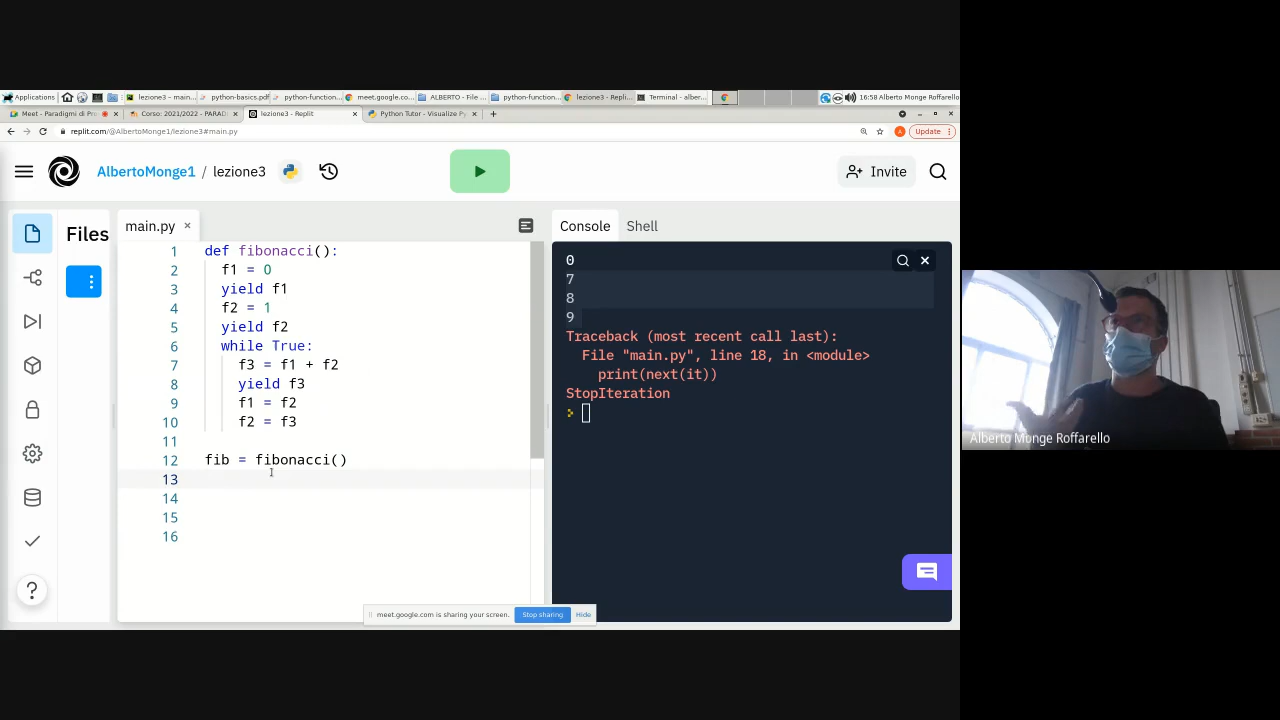 Applications
lezione3 – main...
python-basics.pdf
python-function...
meet.google.co...
ALBERTO - File ...
python-function...
lezione3 - Repli...
Terminal - alber...
16:58 Alberto Monge Roffarello
Meet - Paradigmi di Pro
Corso: 2021/2022 - PARAD
lezione3 - Replit
Python Tutor - Visualize Py
replit.com/@AlbertoMonge1/lezione3#main.py
A
Update
AlbertoMonge1 / lezione3
Invite
Files
main.py
1 def fibonacci():
2 f1 = 0
3 yield f1
4 f2 = 1
5 yield f2
6 while True:
7 f3 = f1 + f2
8 yield f3
9 f1 = f2
10 f2 = f3
11
12 fib = fibonacci()
13
14
15
16
Console Shell
0
7
8
9
Traceback (most recent call last):
File "main.py", line 18, in <module>
print(next(it))
StopIteration
?
meet.google.com is sharing your screen.
Stop sharing
Hide
Alberto Monge Roffarello